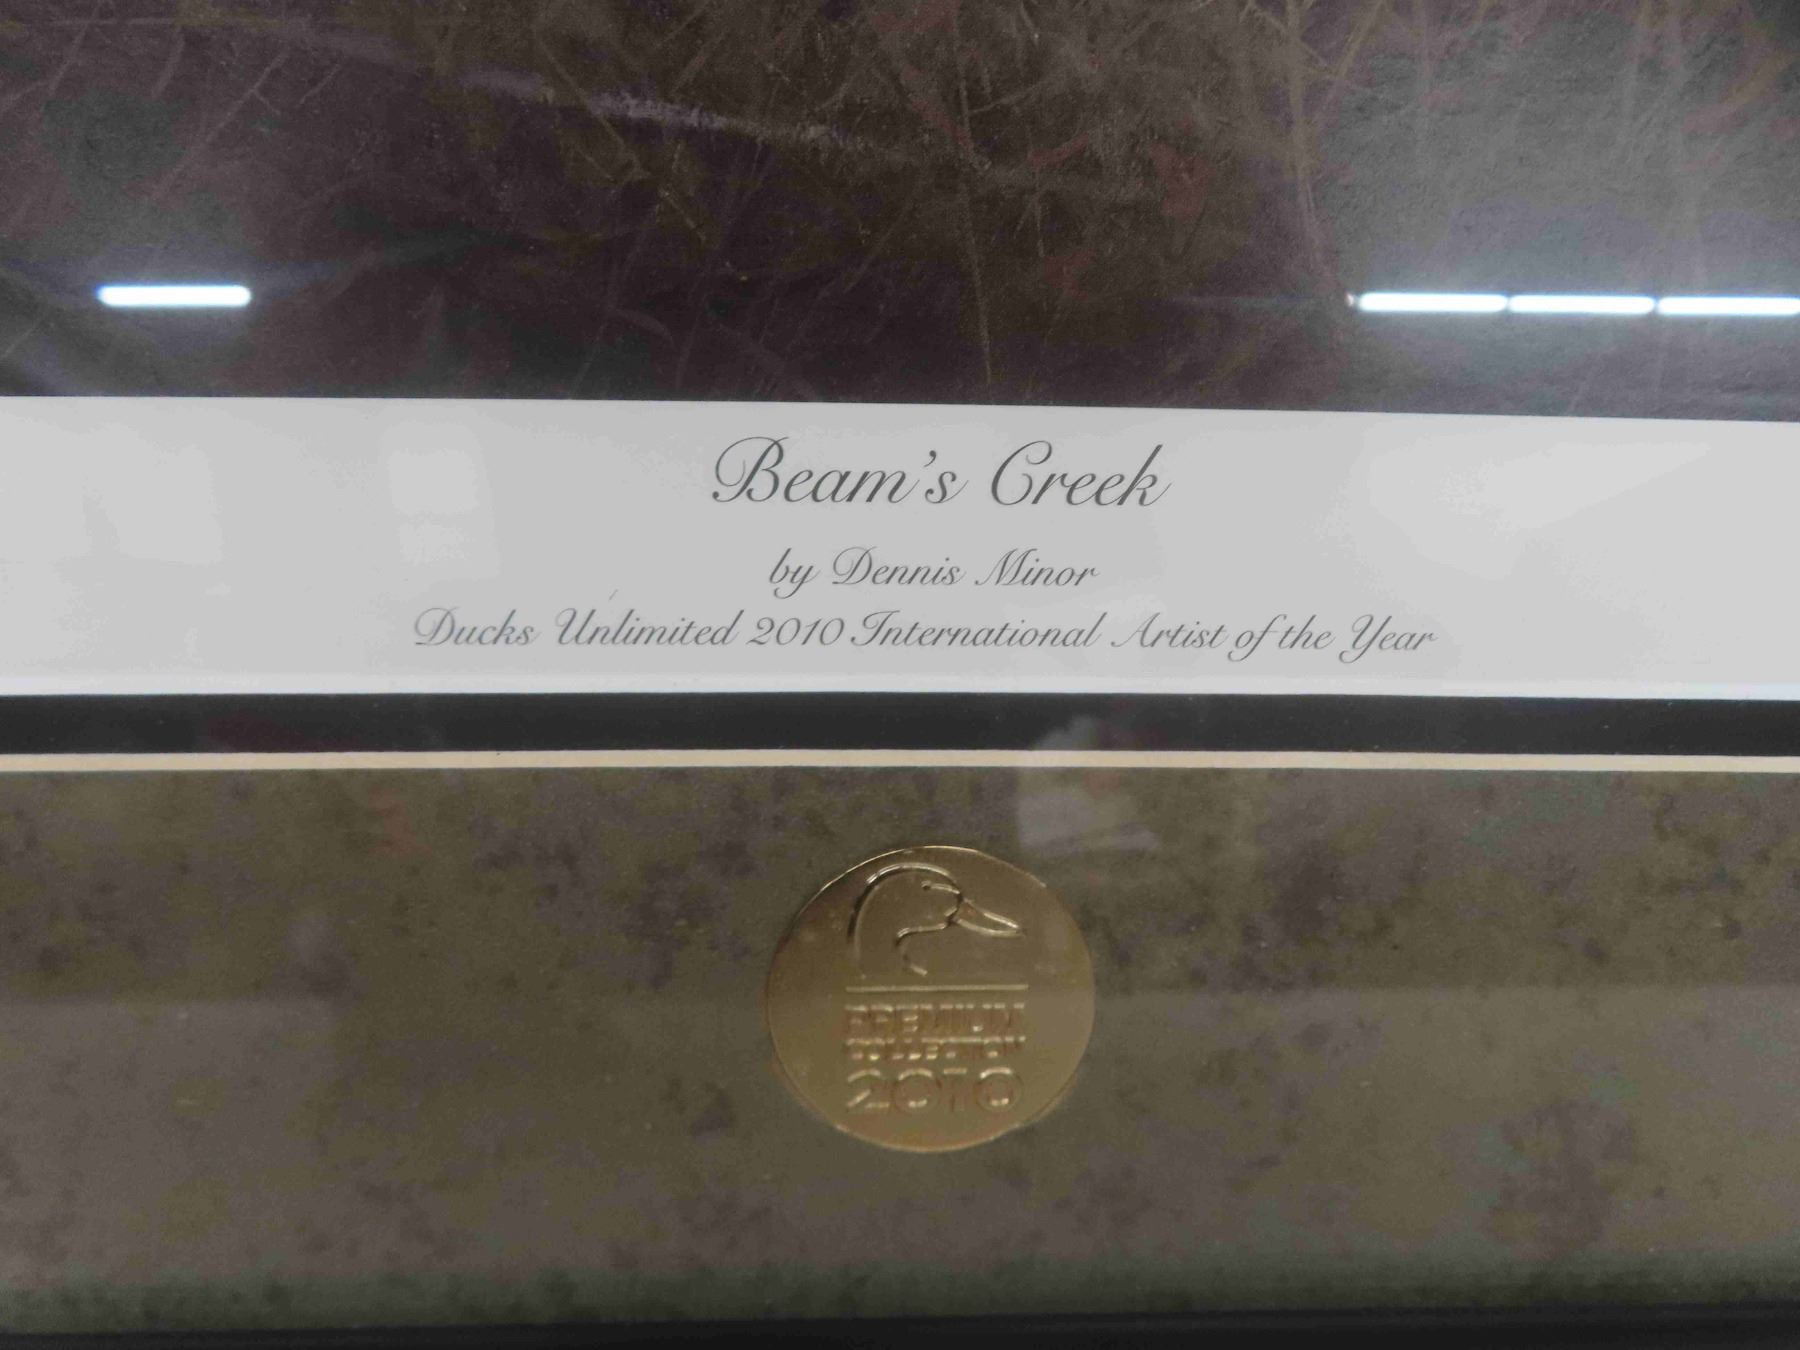 Beam's Creek
by Dennis Minor
Ducks Unlimited 2010 International Artist of the Year
PREMIUM
COLLECTION
2010